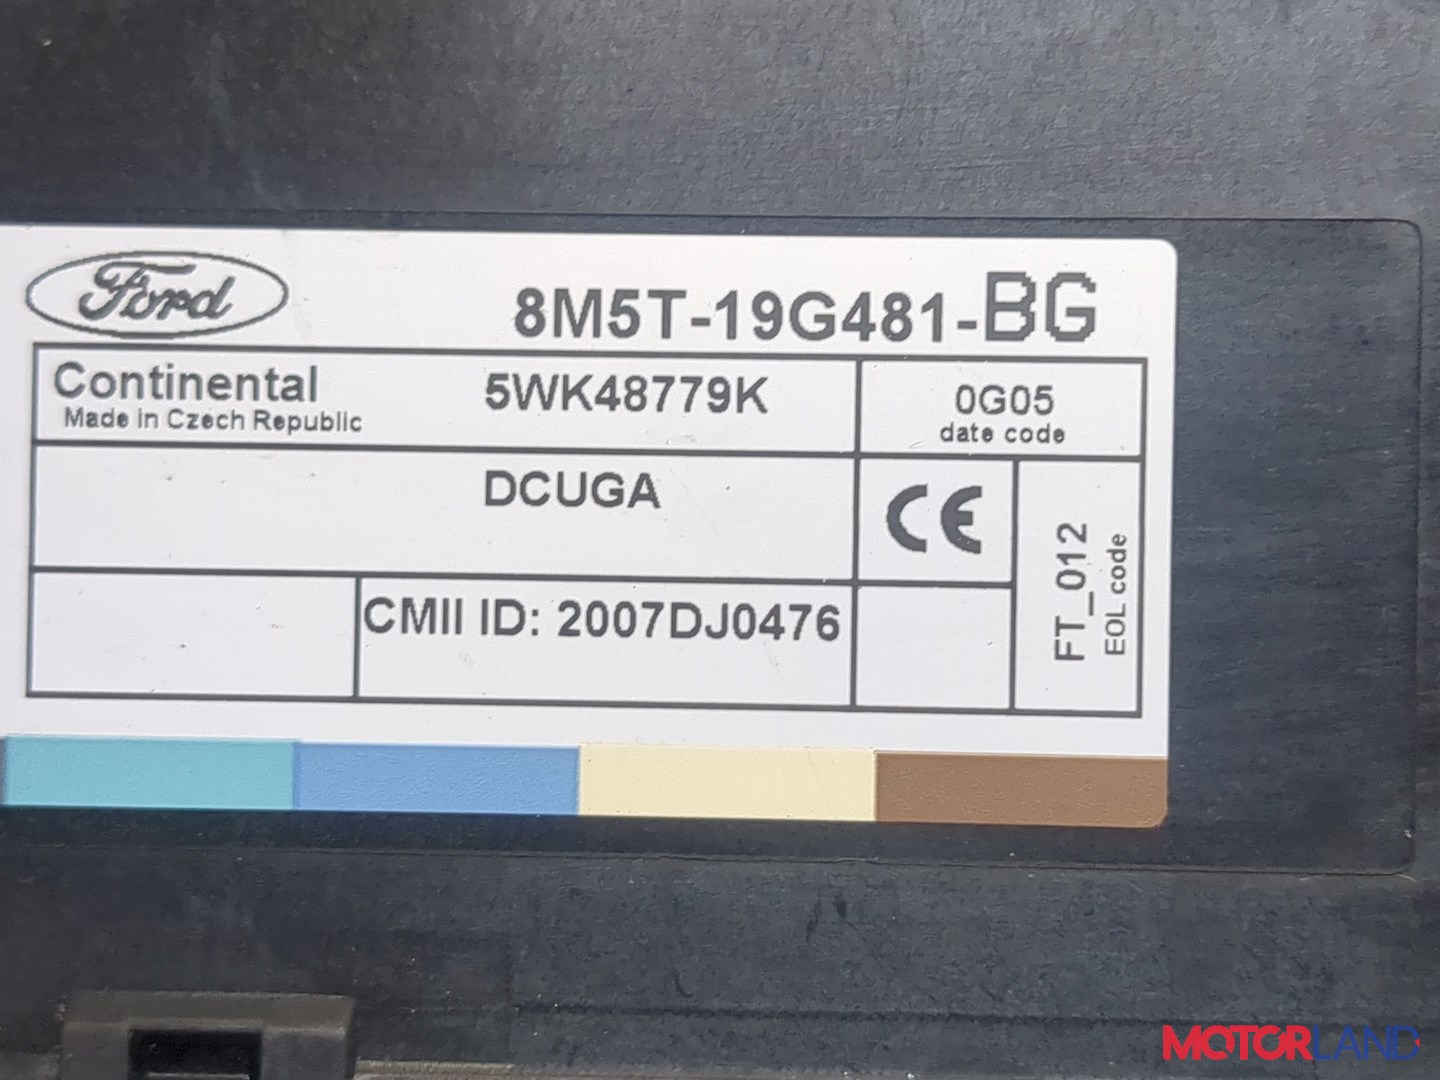 Ford
8M5T-19G481-BG
Continental
Made in Czech Republic
5WK48779K
0G05
date code
DCUGA
CE
FT_012
EOL code
CMII ID: 2007DJ0476
MOTORLAND